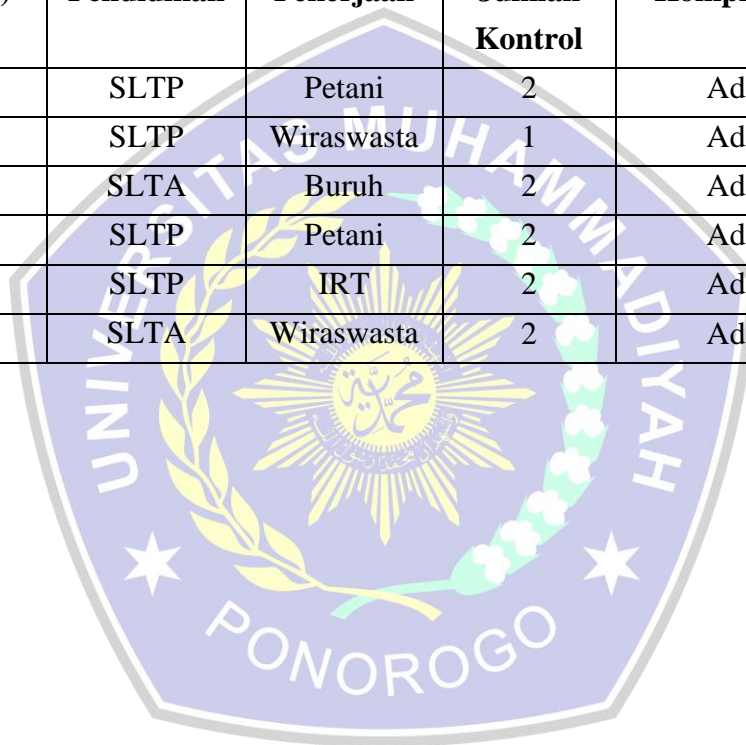 Kontrol
SLTP Petani 2 Ad
SLTP Wiraswasta 1 Ad
SLTA Buruh 2 Ad
SLTP Petani 2 Ad
SLTP IRT 2 Ad
SLTA Wiraswasta 2 Ad
UNIVERSITAS MUHAMMADIYAH
PONOROGO